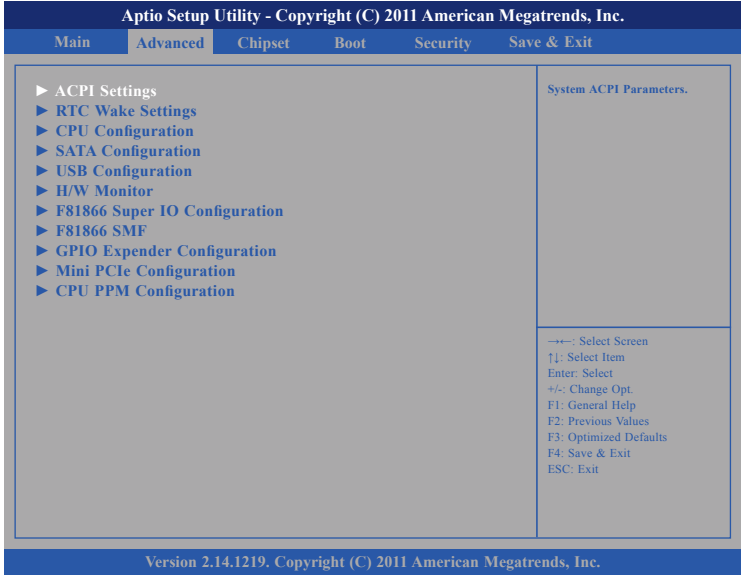 Aptio Setup Utility - Copyright (C) 2011 American Megatrends, Inc.
Main Advanced Chipset Boot Security Save & Exit
► ACPI Settings
► RTC Wake Settings
► CPU Configuration
► SATA Configuration
► USB Configuration
► H/W Monitor
► F81866 Super IO Configuration
► F81866 SMF
► GPIO Expender Configuration
► Mini PCIe Configuration
► CPU PPM Configuration
System ACPI Parameters.
→←: Select Screen
↑↓: Select Item
Enter: Select
+/-: Change Opt.
F1: General Help
F2: Previous Values
F3: Optimized Defaults
F4: Save & Exit
ESC: Exit
Version 2.14.1219. Copyright (C) 2011 American Megatrends, Inc.